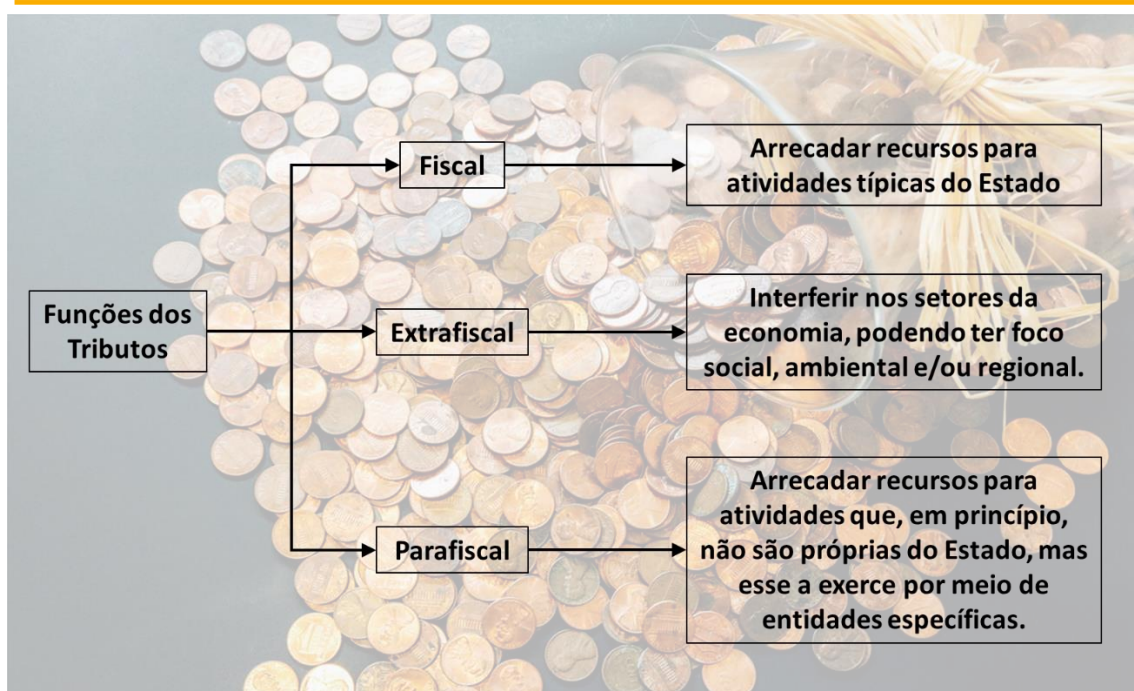 Funções dos
Tributos
Fiscal
Arrecadar recursos para
atividades típicas do Estado
Extrafiscal
Interferir nos setores da
economia, podendo ter foco
social, ambiental e/ou regional.
Parafiscal
Arrecadar recursos para
atividades que, em princípio,
não são próprias do Estado, mas
esse a exerce por meio de
entidades específicas.